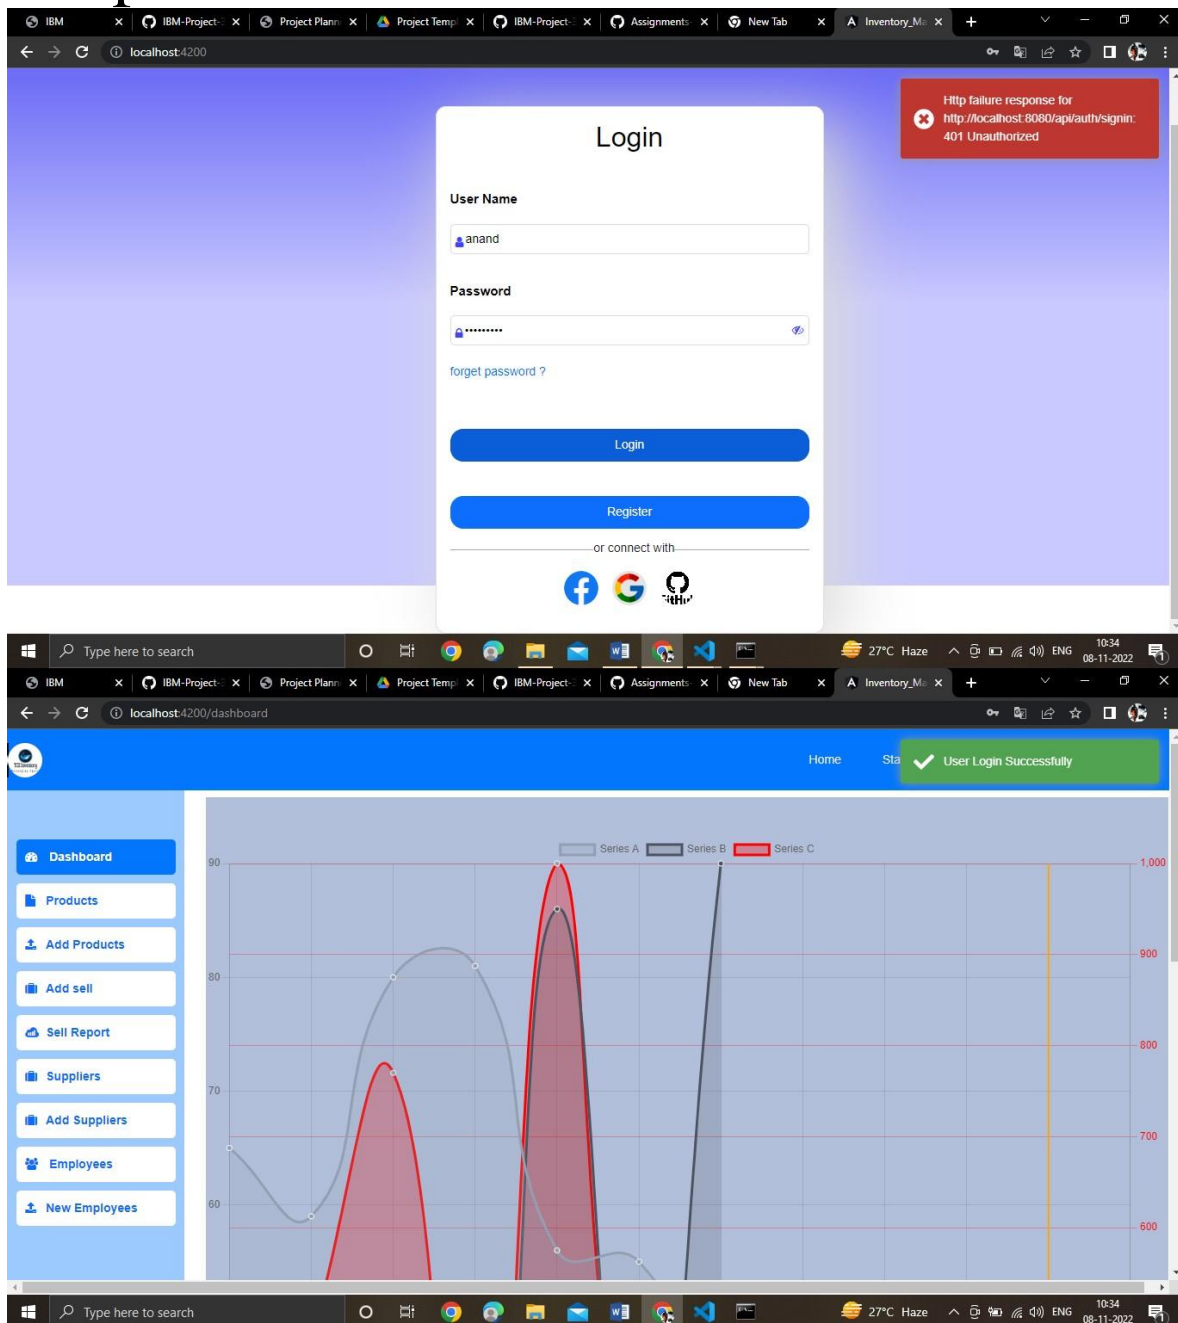 IBM
IBM-Project-
Project Plann
Project Templ
IBM-Project-
Assignments-
New Tab
Inventory_Ma
localhost:4200
Http failure response for
http://localhost:8080/api/auth/signin:
401 Unauthorized
Login
User Name
anand
Password
forget password ?
Login
Register
or connect with
Type here to search
27°C Haze
ENG
10:34
08-11-2022
IBM
IBM-Project-
Project Plann
Project Templ
IBM-Project-
Assignments-
New Tab
Inventory_Ma
localhost:4200/dashboard
Home
Sta
User Login Successfully
Dashboard
Products
Add Products
Add sell
Sell Report
Suppliers
Add Suppliers
Employees
New Employees
Series A
Series B
Series C
90
80
70
60
1,000
900
800
700
600
Type here to search
27°C Haze
ENG
10:34
08-11-2022